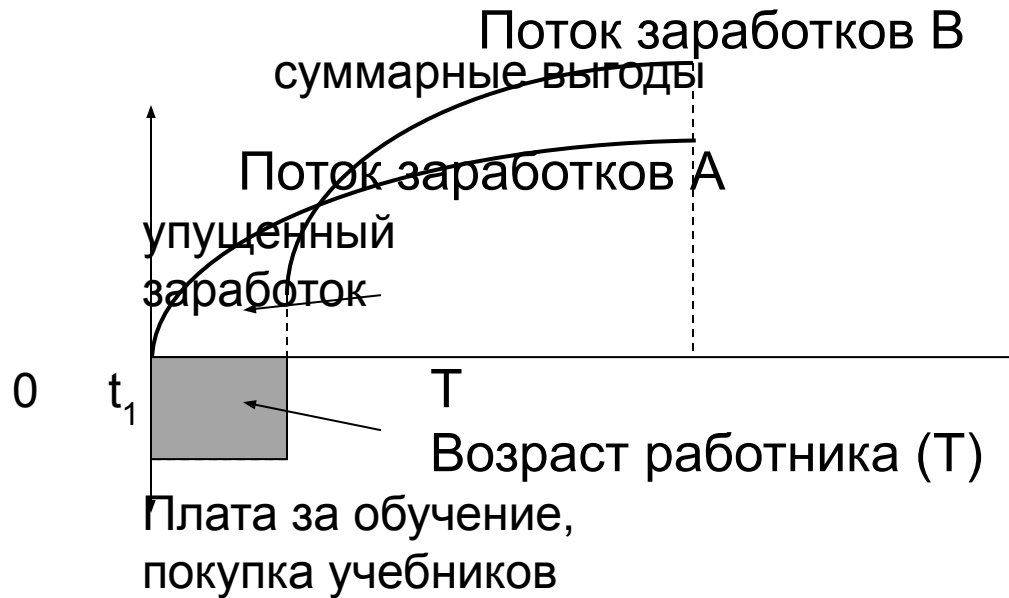 Поток заработков В
суммарные выгоды
Поток заработков А
упущенный
заработок
0 t1 Т
Возраст работника (Т)
Плата за обучение,
покупка учебников